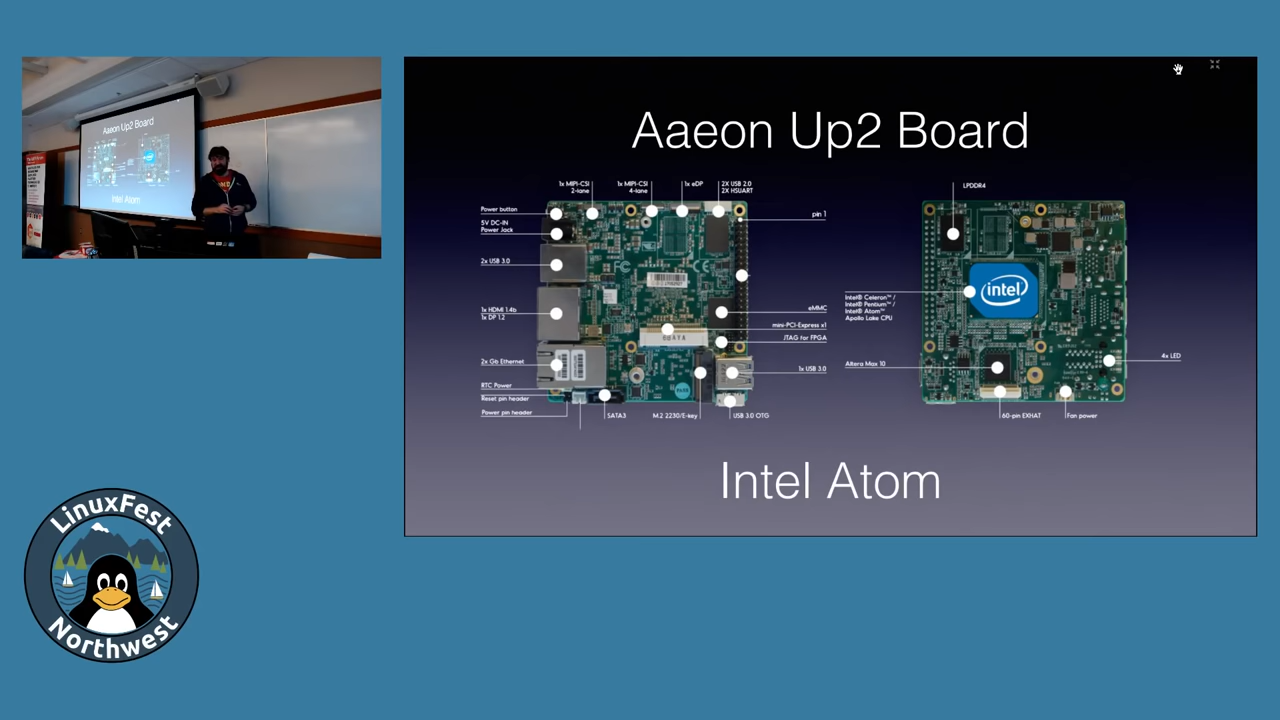 Aaeon Up2 Board
Intel Atom
Aaeon Up2 Board
1x MIPI-CSI
2-lane
1x MIPI-CSI
4-lane
1x eDP
2X USB 2.0
2X HSUART
Power button
5V DC-IN
Power Jack
2x USB 3.0
1x HDMI 1.4b
1x DP 1.2
2x Gb Ethernet
RTC Power
Reset pin header
Power pin header
SATA3
M.2 2230/E-key
USB 3.0 OTG
pin 1
eMMC
mini-PCI-Express x1
JTAG for FPGA
1x USB 3.0
FC
CE
LPDDR4
intel
Intel® Celeron™ /
Intel® Pentium™ /
Intel® Atom™
Apollo Lake CPU
Altera Max 10
4x LED
60-pin EXHAT
Fan power
Intel Atom
LinuxFest
Northwest